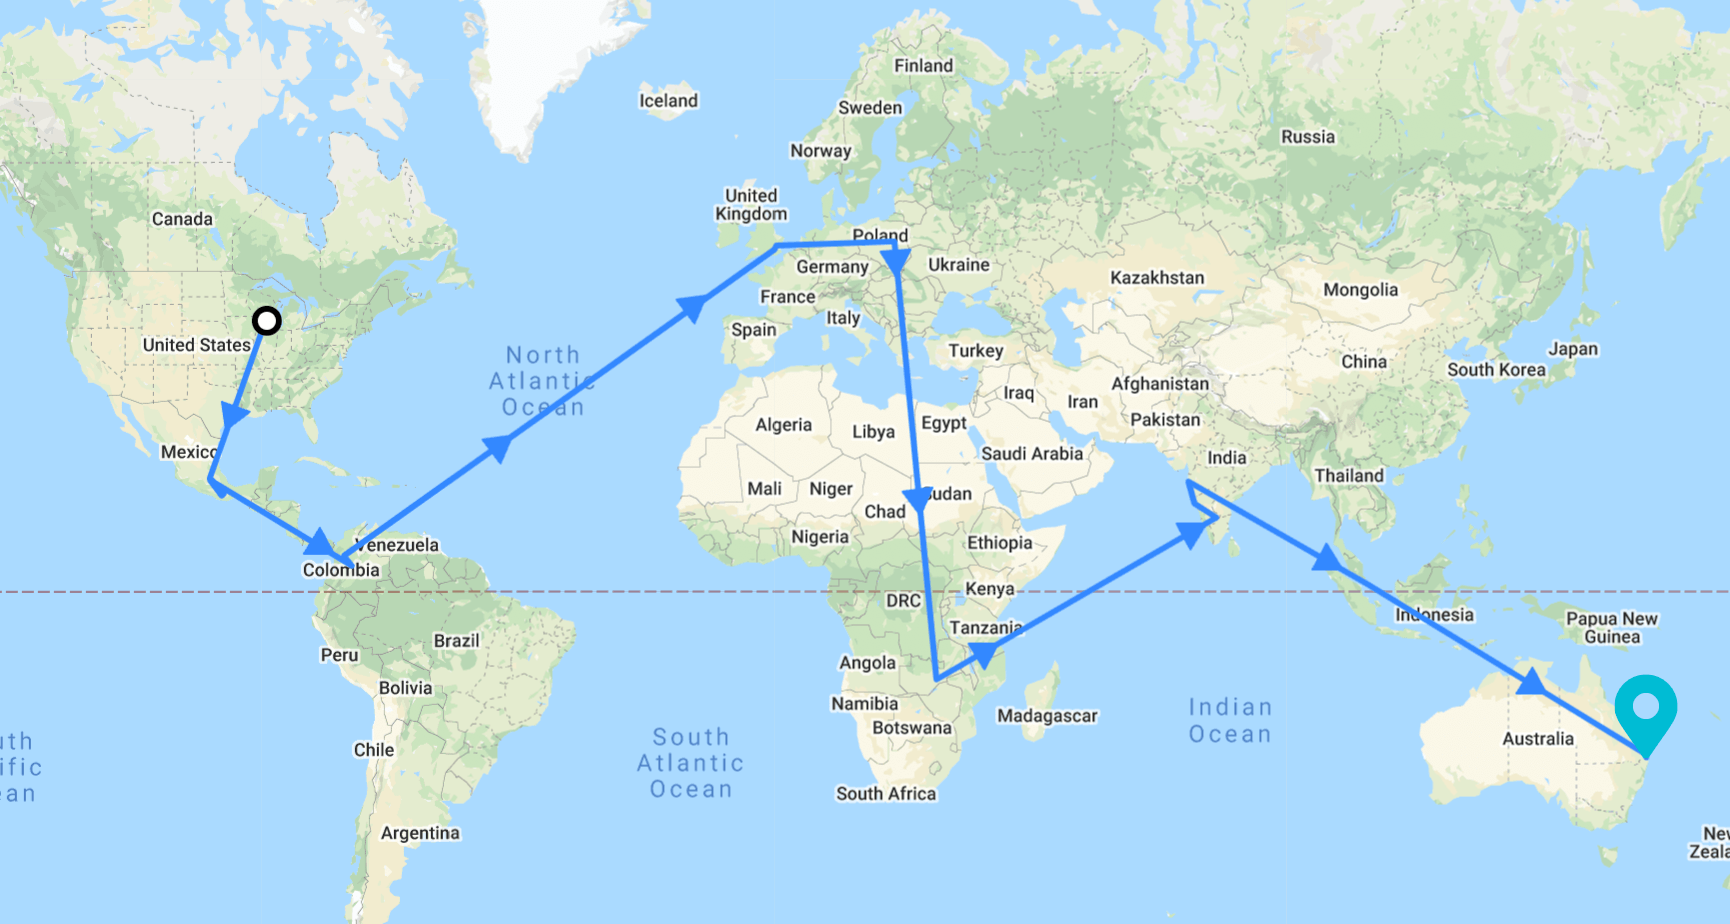 Finland
Iceland
Sweden
Russia
Norway
United
Kingdom
Canada
Poland
Ukraine
Germany
Kazakhstan
Mongolia
France
Italy
Spain
United States
North
Atlantic
Ocean
Turkey
Japan
China
South Korea
Afghanistan
Iraq
Iran
Pakistan
Algeria
Libya
Egypt
Saudi Arabia
Mexico
India
Thailand
Mali
Niger
Sudan
Chad
Nigeria
Ethiopia
Venezuela
Colombia
Kenya
DRC
Indonesia
Papua New
Guinea
Tanzania
Brazil
Peru
Angola
Bolivia
Namibia
Botswana
Madagascar
Indian
Ocean
South
Atlantic
Ocean
Chile
Australia
South Africa
Argentina
uth
ific
ean
New
Zeala